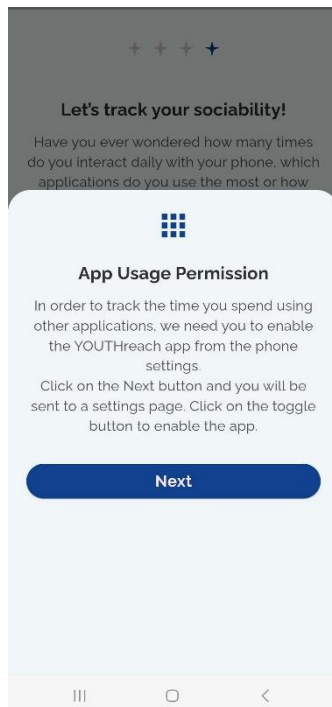 Let's track your sociability!
Have you ever wondered how many times
do you interact daily with your phone, which
applications do you use the most or how
App Usage Permission
In order to track the time you spend using
other applications, we need you to enable
the YOUTHreach app from the phone
settings.
Click on the Next button and you will be
sent to a settings page. Click on the toggle
button to enable the app.
Next